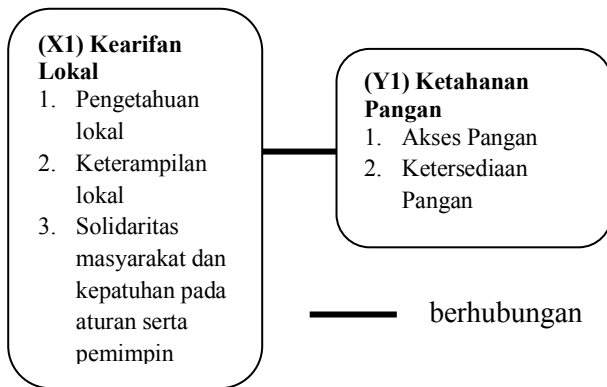 (X1) Kearifan
Lokal
1. Pengetahuan
lokal
2. Keterampilan
lokal
3. Solidaritas
masyarakat dan
kepatuhan pada
aturan serta
pemimpin
(Y1) Ketahanan
Pangan
1. Akses Pangan
2. Ketersediaan
Pangan
berhubungan